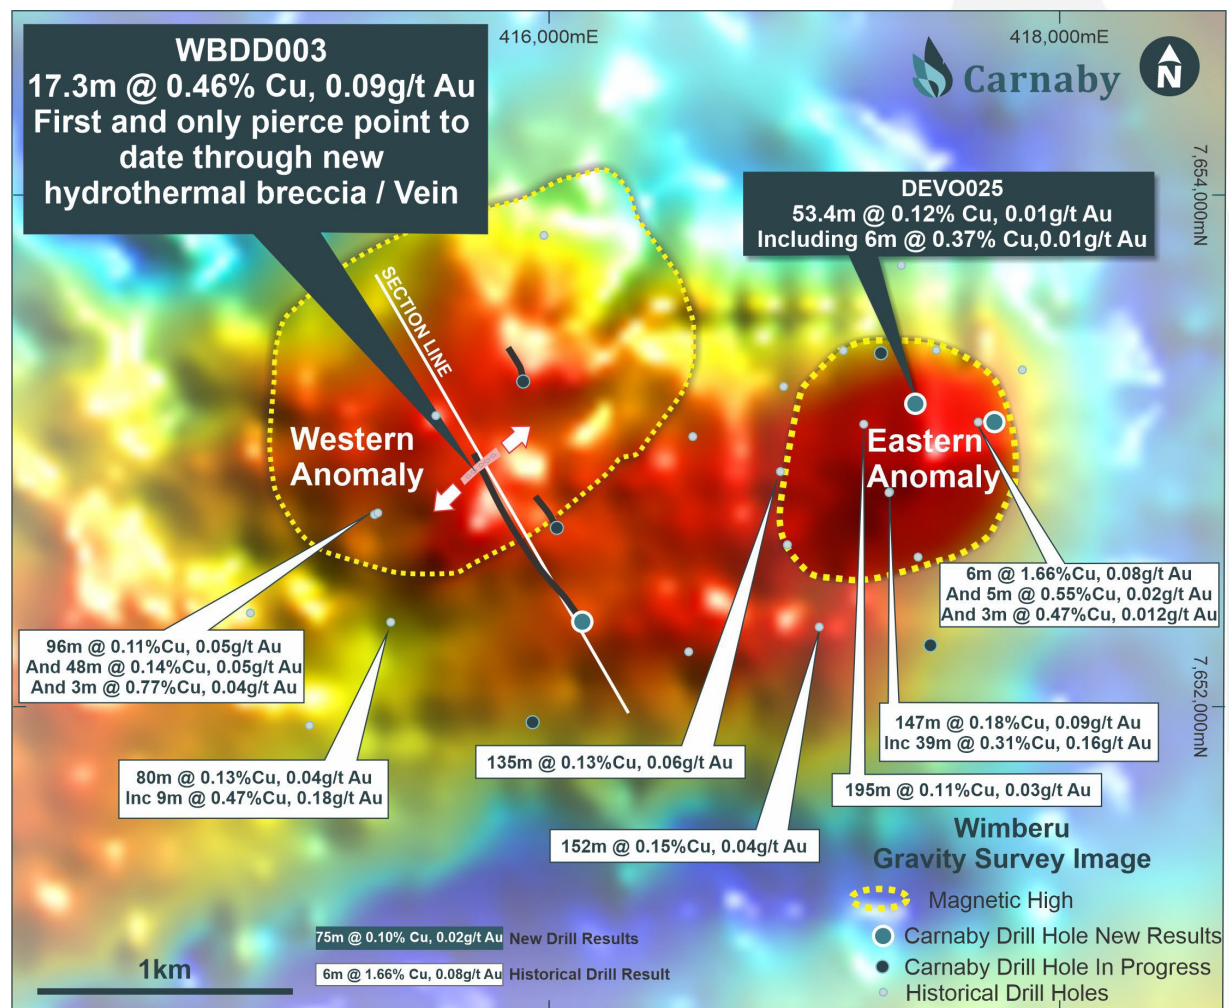 416,000mE
418,000mE
WBDD003
17.3m @ 0.46% Cu, 0.09g/t Au
First and only pierce point to
date through new
hydrothermal breccia / Vein
Carnaby
N
7,654,000mN
DEVO025
53.4m @ 0.12% Cu, 0.01g/t Au
Including 6m @ 0.37% Cu,0.01g/t Au
SECTION LINE
Western
Anomaly
Eastern
Anomaly
6m @ 1.66%Cu, 0.08g/t Au
And 5m @ 0.55%Cu, 0.02g/t Au
And 3m @ 0.47%Cu, 0.012g/t Au
96m @ 0.11%Cu, 0.05g/t Au
And 48m @ 0.14%Cu, 0.05g/t Au
And 3m @ 0.77%Cu, 0.04g/t Au
7,652,000mN
147m @ 0.18%Cu, 0.09g/t Au
Inc 39m @ 0.31%Cu, 0.16g/t Au
80m @ 0.13%Cu, 0.04g/t Au
Inc 9m @ 0.47%Cu, 0.18g/t Au
135m @ 0.13%Cu, 0.06g/t Au
195m @ 0.11%Cu, 0.03g/t Au
152m @ 0.15%Cu, 0.04g/t Au
Wimberu
Gravity Survey Image
Magnetic High
Carnaby Drill Hole New Results
Carnaby Drill Hole In Progress
Historical Drill Holes
75m @ 0.10% Cu, 0.02g/t Au New Drill Results
6m @ 1.66% Cu, 0.08g/t Au Historical Drill Result
1km